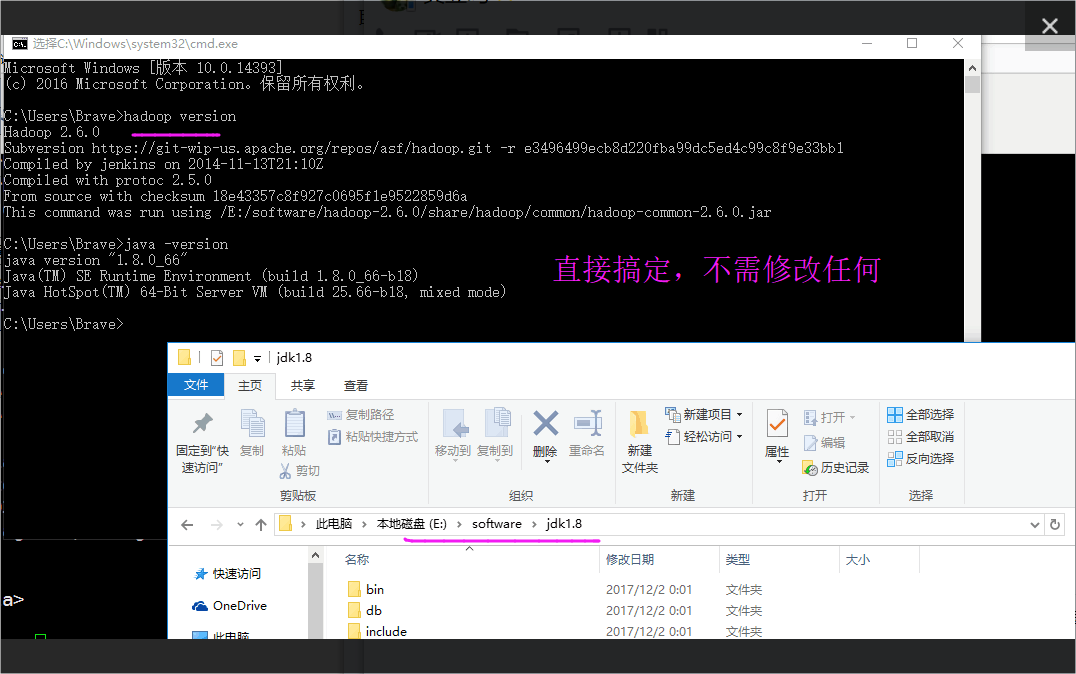 选择C:\Windows\system32\cmd.exe
Microsoft Windows [版本 10.0.14393]
(c) 2016 Microsoft Corporation。保留所有权利。
C:\Users\Brave>hadoop version
Hadoop 2.6.0
Subversion https://git-wip-us.apache.org/repos/asf/hadoop.git -r e3496499ecb8d220fba99dc5ed4c99c8f9e33bb1
Compiled by jenkins on 2014-11-13T21:10Z
Compiled with protoc 2.5.0
From source with checksum 18e43357c8f927c0695f1e9522859d6a
This command was run using /E:/software/hadoop-2.6.0/share/hadoop/common/hadoop-common-2.6.0.jar
C:\Users\Brave>java -version
java version "1.8.0_66"
Java(TM) SE Runtime Environment (build 1.8.0_66-b18)
Java HotSpot(TM) 64-Bit Server VM (build 25.66-b18, mixed mode)
直接搞定，不需修改任何
C:\Users\Brave>
jdk1.8
文件 主页 共享 查看
固定到"快速访问"
复制
粘贴
复制路径
粘贴快捷方式
剪切
剪贴板
移动到 复制到 删除 重命名
组织
新建文件夹
新建项目
轻松访问
新建
属性
打开
编辑
历史记录
打开
全部选择
全部取消
反向选择
选择
此电脑 > 本地磁盘 (E:) > software > jdk1.8
名称 修改日期 类型 大小
快速访问
OneDrive
此电脑
bin 2017/12/2 0:01 文件夹
db 2017/12/2 0:01 文件夹
include 2017/12/2 0:01 文件夹
a>